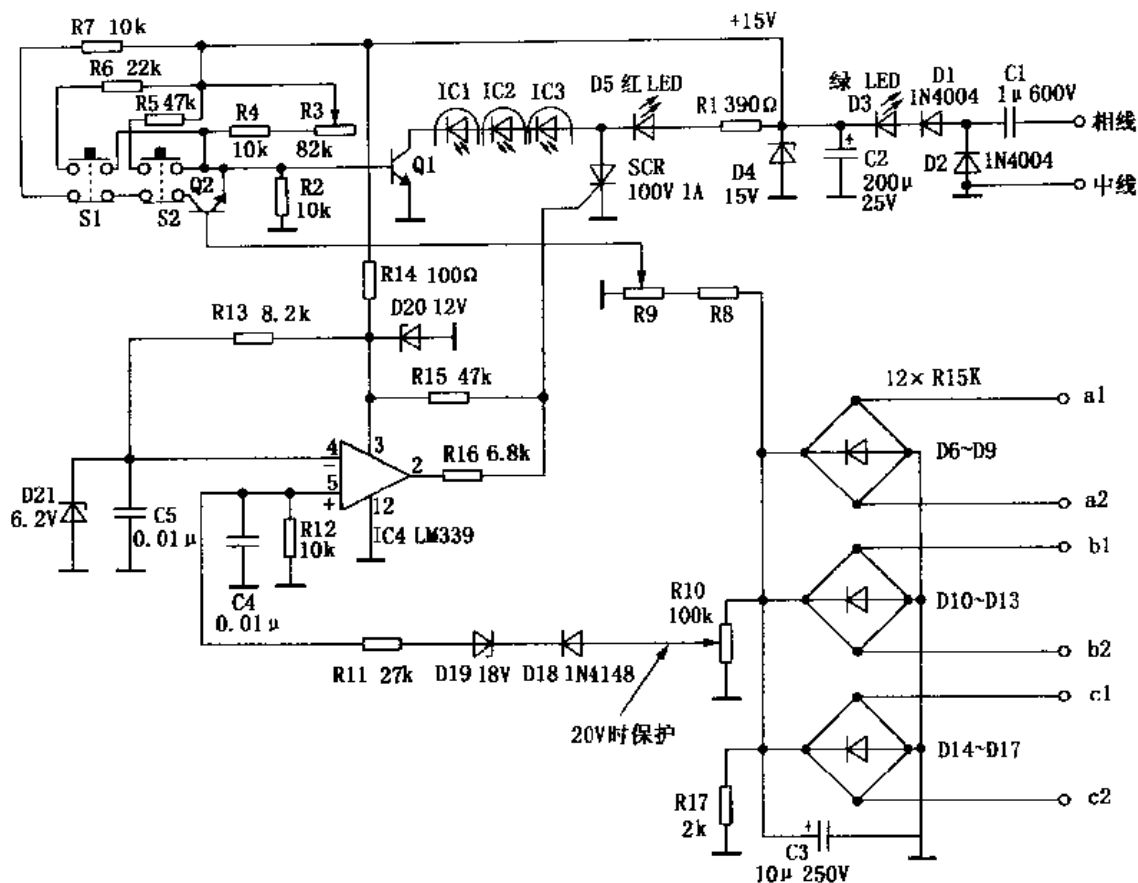 R7 10k
+15V
R6 22k
R5 47k
R4
10k
R3
82k
IC1 IC2 IC3
D5 红 LED
R1 390Ω
绿 LED
D3
D1
1N4004
C1
1μ 600V
相线
Q1
D4
15V
C2
200μ
25V
D2
1N4004
中线
SCR
100V 1A
R2
10k
Q2
S1
S2
R14 100Ω
D20 12V
R13 8.2k
R9
R8
R15 47k
12× R15K
a1
D6~D9
a2
4
−
3
2
5
+
12
R16 6.8k
IC4 LM339
D21
6.2V
C5
0.01μ
R12
10k
C4
0.01μ
b1
R10
100k
D10~D13
b2
R11 27k
D19 18V
D18 1N4148
20V时保护
c1
D14~D17
c2
R17
2k
+
C3
10μ 250V